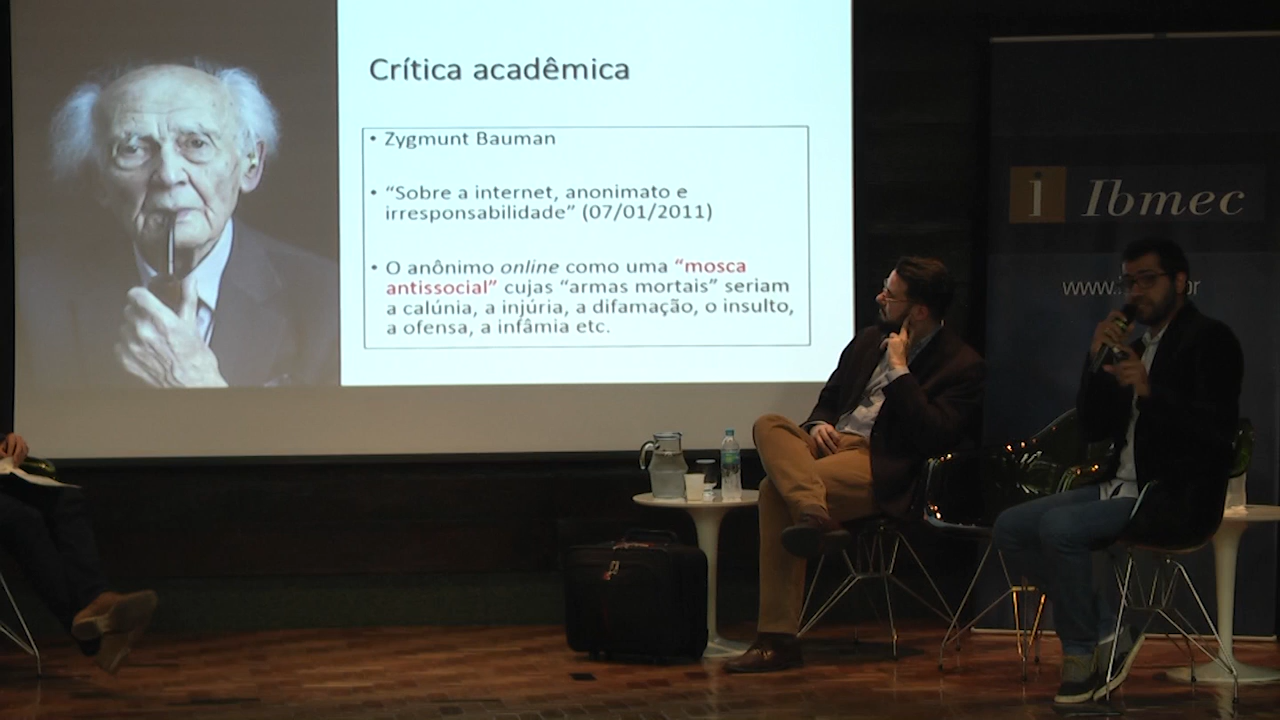 Crítica acadêmica
• Zygmunt Bauman
• “Sobre a internet, anonimato e
irresponsabilidade” (07/01/2011)
• O anônimo online como uma “mosca
antissocial” cujas “armas mortais” seriam
a calúnia, a injúria, a difamação, o insulto,
a ofensa, a infâmia etc.
i Ibmec
www.